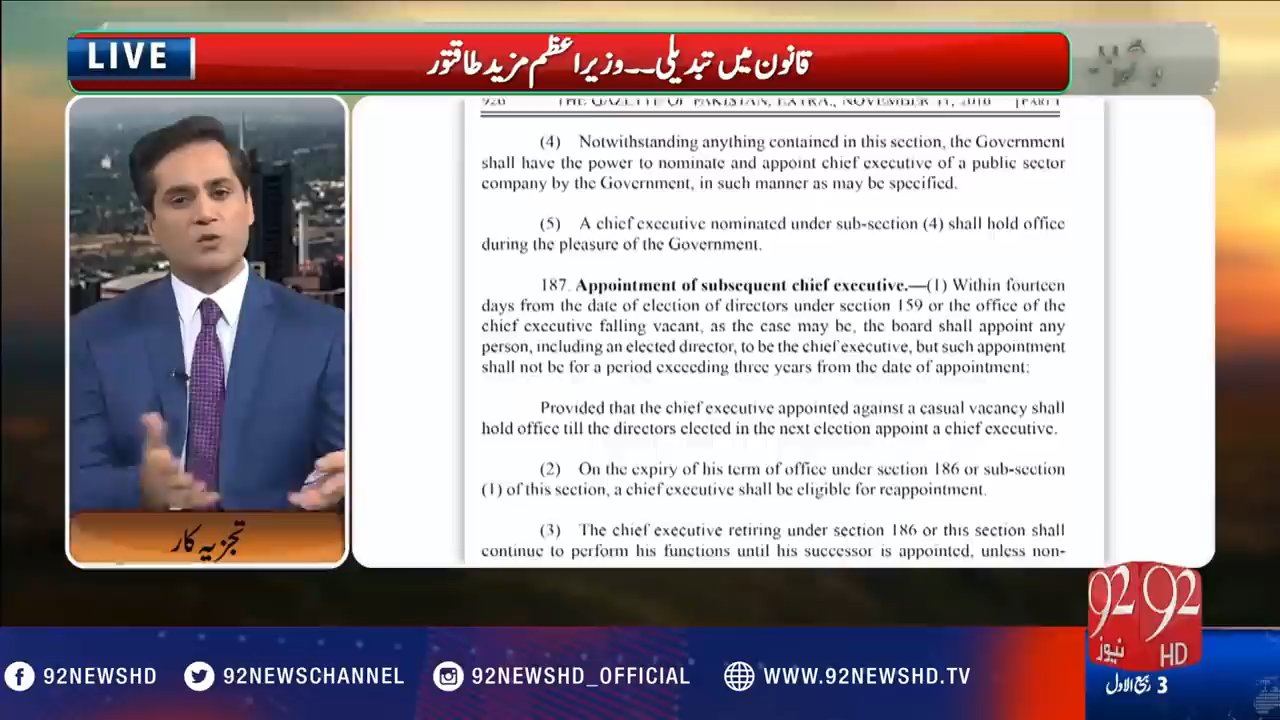 LIVE
قانون میں تبدیلی۔۔۔وزیراعظم مزید طاقتور
926 THE GAZETTE OF PAKISTAN, EXTRA., NOVEMBER 11, 2016 [PART I
(4) Notwithstanding anything contained in this section, the Government
shall have the power to nominate and appoint chief executive of a public sector
company by the Government, in such manner as may be specified.
(5) A chief executive nominated under sub-section (4) shall hold office
during the pleasure of the Government.
187. Appointment of subsequent chief executive.—(1) Within fourteen
days from the date of election of directors under section 159 or the office of the
chief executive falling vacant, as the case may be, the board shall appoint any
person, including an elected director, to be the chief executive, but such appointment
shall not be for a period exceeding three years from the date of appointment:
Provided that the chief executive appointed against a casual vacancy shall
hold office till the directors elected in the next election appoint a chief executive.
(2) On the expiry of his term of office under section 186 or sub-section
(1) of this section, a chief executive shall be eligible for reappointment.
(3) The chief executive retiring under section 186 or this section shall
continue to perform his functions until his successor is appointed, unless non-
تجزیہ کار
92 92
نیوز HD
3 ربیع الاول
92NEWSHD 92NEWSCHANNEL 92NEWSHD_OFFICIAL WWW.92NEWSHD.TV